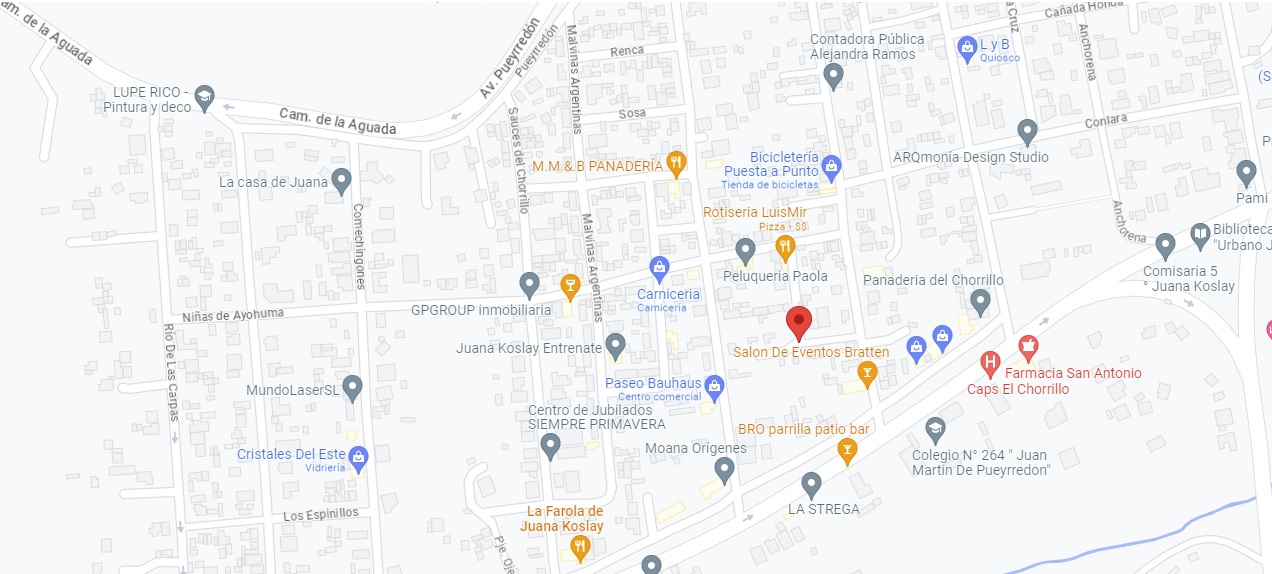 am. de la Aguada
LUPE RICO -
Pintura y deco
Cam. de la Aguada
Av. Pueyrredón
Pueyrredón
Malvinas Argentinas
Renca
Sosa
Contadora Pública
Alejandra Ramos
L y B
Quiosco
a Cruz
Cañada Honda
Anchorena
(S
Conlara
ARQmonía Design Studio
Pami
Sauces del Chorrillo
M.M.& B PANADERIA
Bicicletería
Puesta a Punto
Tienda de bicicletas
La casa de Juana
Comechingones
Rotiseria LuisMir
Pizza · $$
Peluqueria Paola
Anchorena
Comisaria 5
° Juana Koslay
Biblioteca
"Urbano J
Malvinas Argentinas
Carniceria
Carnicería
Panaderia del Chorrillo
GPGROUP inmobiliaria
Niñas de Ayohuma
Río De Las Carpas
Juana Koslay Entrenate
Salon De Eventos Bratten
Farmacia San Antonio
Caps El Chorrillo
MundoLaserSL
Paseo Bauhaus
Centro comercial
Centro de Jubilados
SIEMPRE PRIMAVERA
BRO parrilla patio bar
Moana Orígenes
Colegio N° 264 " Juan
Martin De Pueyrredon"
Cristales Del Este
Vidriería
LA STREGA
Los Espinillos
La Farola de
Juana Koslay
Pje. Oje
H